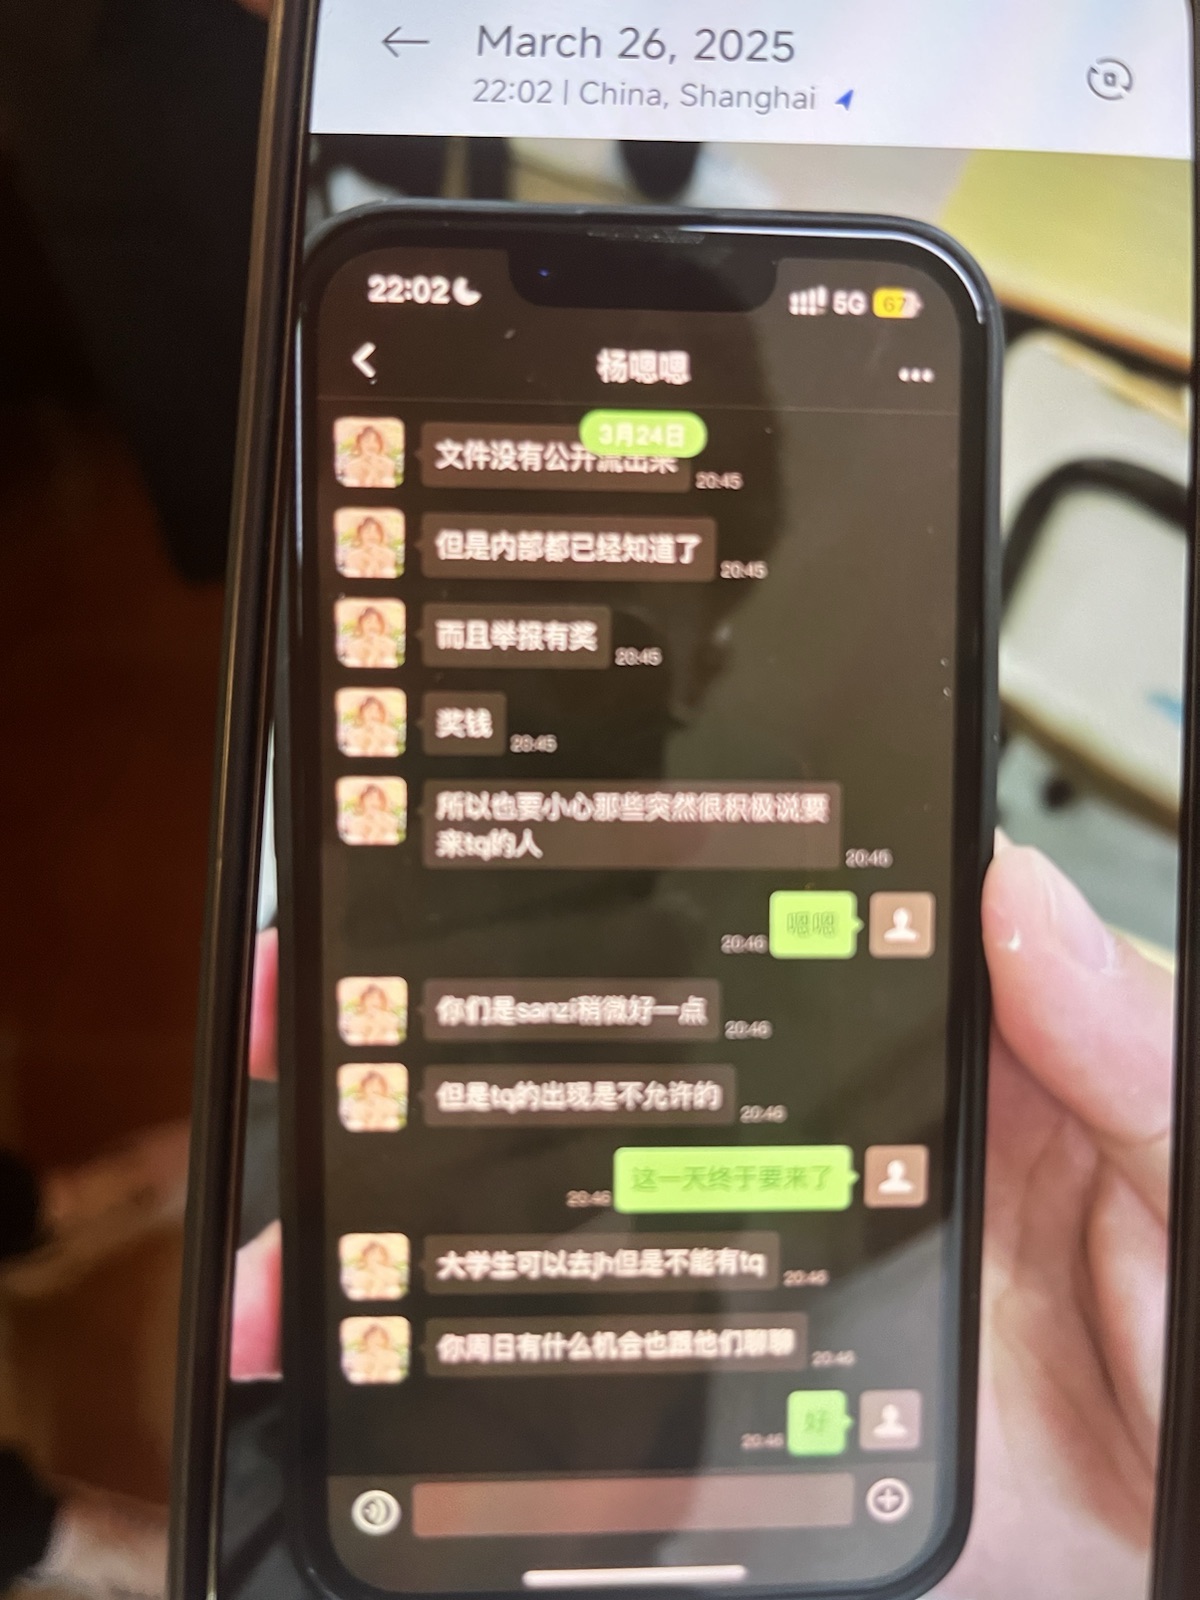 March 26, 2025
22:02 | China, Shanghai
22:02
5G
67
杨嗯嗯
3月24日
文件没有公开流出来
20:45
但是内部都已经知道了
20:45
而且举报有奖
20:45
奖钱
20:45
所以也要小心那些突然很积极说要
来tq的人
20:45
嗯嗯
20:46
你们是sanzi稍微好一点
20:46
但是tq的出现是不允许的
20:46
这一天终于要来了
20:46
大学生可以去jh但是不能有tq
20:46
你周日有什么机会也跟他们聊聊
20:46
好
20:46